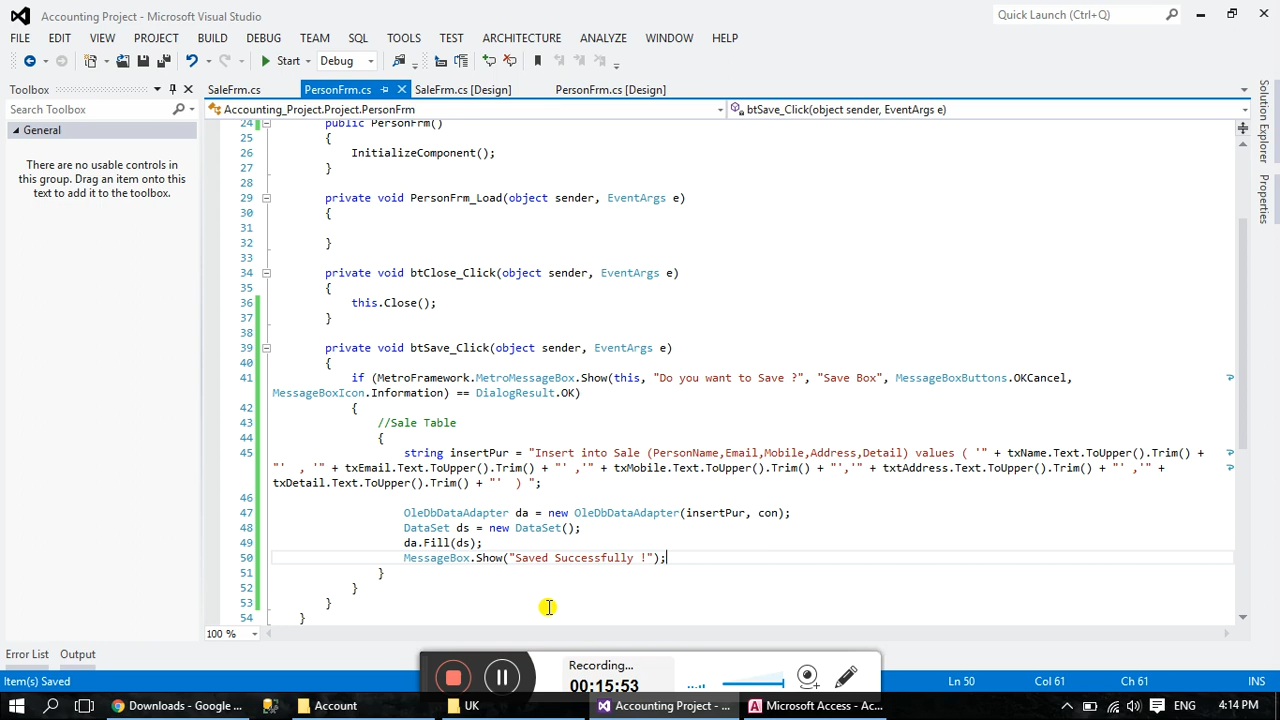 Accounting Project - Microsoft Visual Studio
Quick Launch (Ctrl+Q)
FILE EDIT VIEW PROJECT BUILD DEBUG TEAM SQL TOOLS TEST ARCHITECTURE ANALYZE WINDOW HELP
Start Debug
Toolbox
SaleFrm.cs PersonFrm.cs SaleFrm.cs [Design] PersonFrm.cs [Design]
Search Toolbox
Accounting_Project.Project.PersonFrm
btSave_Click(object sender, EventArgs e)
General
There are no usable controls in
this group. Drag an item onto this
text to add it to the toolbox.
24 public PersonFrm()
25 {
26 InitializeComponent();
27 }
28
29 private void PersonFrm_Load(object sender, EventArgs e)
30 {
31
32 }
33
34 private void btClose_Click(object sender, EventArgs e)
35 {
36 this.Close();
37 }
38
39 private void btSave_Click(object sender, EventArgs e)
40 {
41 if (MetroFramework.MetroMessageBox.Show(this, "Do you want to Save ?", "Save Box", MessageBoxButtons.OKCancel,
MessageBoxIcon.Information) == DialogResult.OK)
42 {
43 //Sale Table
44 {
45 string insertPur = "Insert into Sale (PersonName,Email,Mobile,Address,Detail) values ( '" + txName.Text.ToUpper().Trim() +
"' , '" + txEmail.Text.ToUpper().Trim() + "' ,'" + txMobile.Text.ToUpper().Trim() + "','" + txtAddress.Text.ToUpper().Trim() + "' ,'" +
txDetail.Text.ToUpper().Trim() + "' ) ";
46
47 OleDbDataAdapter da = new OleDbDataAdapter(insertPur, con);
48 DataSet ds = new DataSet();
49 da.Fill(ds);
50 MessageBox.Show("Saved Successfully !");
51 }
52 }
53 }
54 }
100 %
Solution Explorer
Properties
Error List Output
Recording...
00:15:53
Item(s) Saved
Ln 50 Col 61 Ch 61 INS
Downloads - Google ... Account UK Accounting Project - ... Microsoft Access - Ac... ENG 4:14 PM